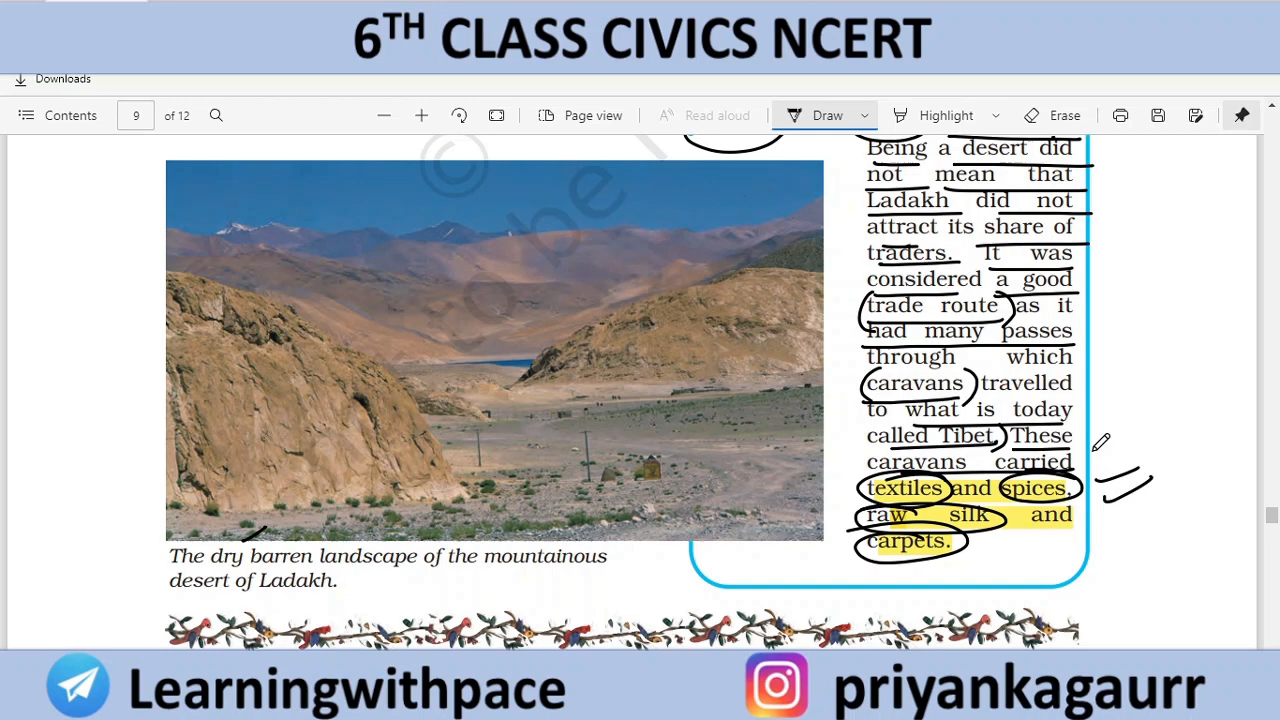 6TH CLASS CIVICS NCERT
Downloads
Contents 9 of 12 Page view Read aloud Draw Highlight Erase
Being a desert did
not mean that
Ladakh did not
attract its share of
traders. It was
considered a good
trade route as it
had many passes
through which
caravans travelled
to what is today
called Tibet. These
caravans carried
textiles and spices,
raw silk and
carpets.
The dry barren landscape of the mountainous
desert of Ladakh.
Learningwithpace priyankagaurr